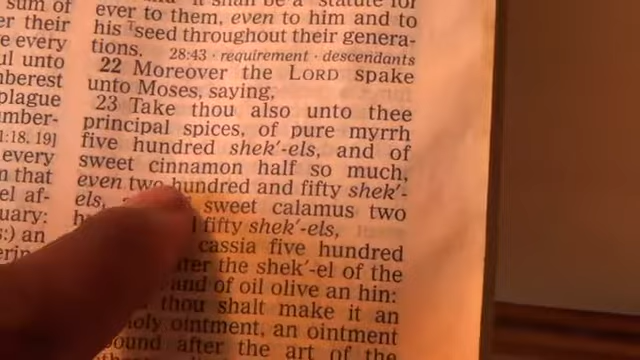 sum of
er their
e every
ul unto
nberest
plague
umber-
1:18, 19]
every
n that
el af-
uary:
:) an
it shall be a statute for
ever to them, even to him and to
his seed throughout their genera-
tions. 28:43 · requirement · descendants
22 Moreover the LORD spake
unto Moses, saying,
23 Take thou also unto thee
principal spices, of pure myrrh
five hundred shek'-els, and of
sweet cinnamon half so much,
even two hundred and fifty shek'-
els, sweet calamus two
fifty shek'-els,
cassia five hundred
the shek'-el of the
and of oil olive an hin:
thou shalt make it an
oly ointment, an ointment
ound after the art of the